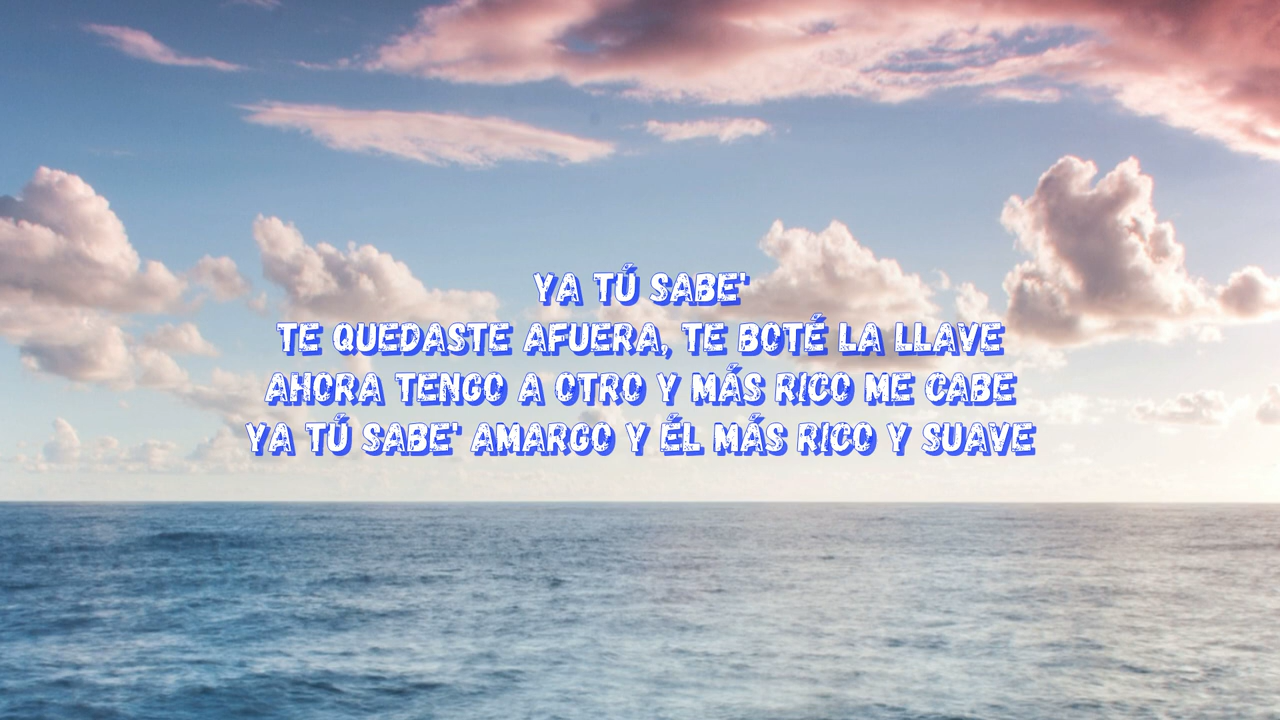 YA TÚ SABE'
TE QUEDASTE AFUERA, TE BOTÉ LA LLAVE
AHORA TENGO A OTRO Y MÁS RICO ME CABE
YA TÚ SABE' AMARGO Y ÉL MÁS RICO Y SUAVE